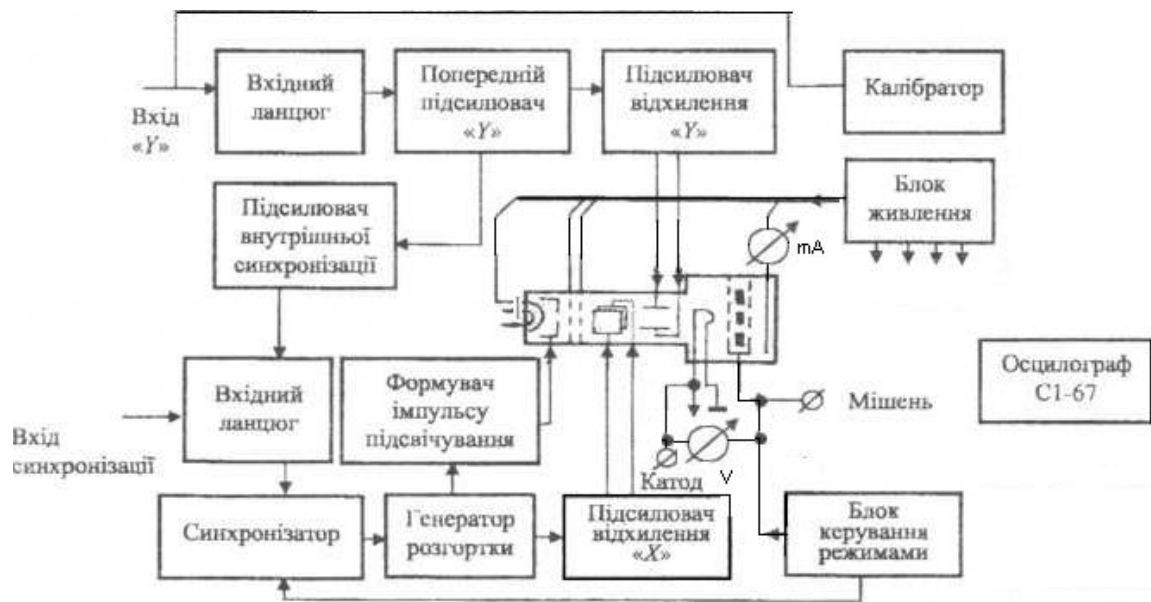 Вхід
«Y»
Вхідний
ланцюг
Попередній
підсилювач
«Y»
Підсилювач
відхилення
«Y»
Калібратор
Блок
живлення
Підсилювач
внутрішньої
синхронізації
mA
Осцилограф
С1-67
Вхід
синхронізації
Вхідний
ланцюг
Формувач
імпульсу
підсвічування
Мішень
Катод
V
Синхронізатор
Генератор
розгортки
Підсилювач
відхилення
«X»
Блок
керування
режимами